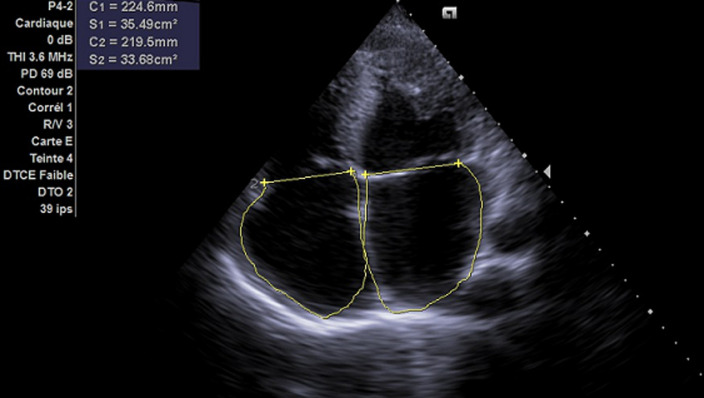 P4-2
Cardiaque
0 dB
THI 3.6 MHz
PD 69 dB
Contour 2
Corrél 1
R/V 3
Carte E
Teinte 4
DTCE Faible
DTO 2
39 ips
C1 = 224.6mm
S1 = 35.49cm²
C2 = 219.5mm
S2 = 33.68cm²
2